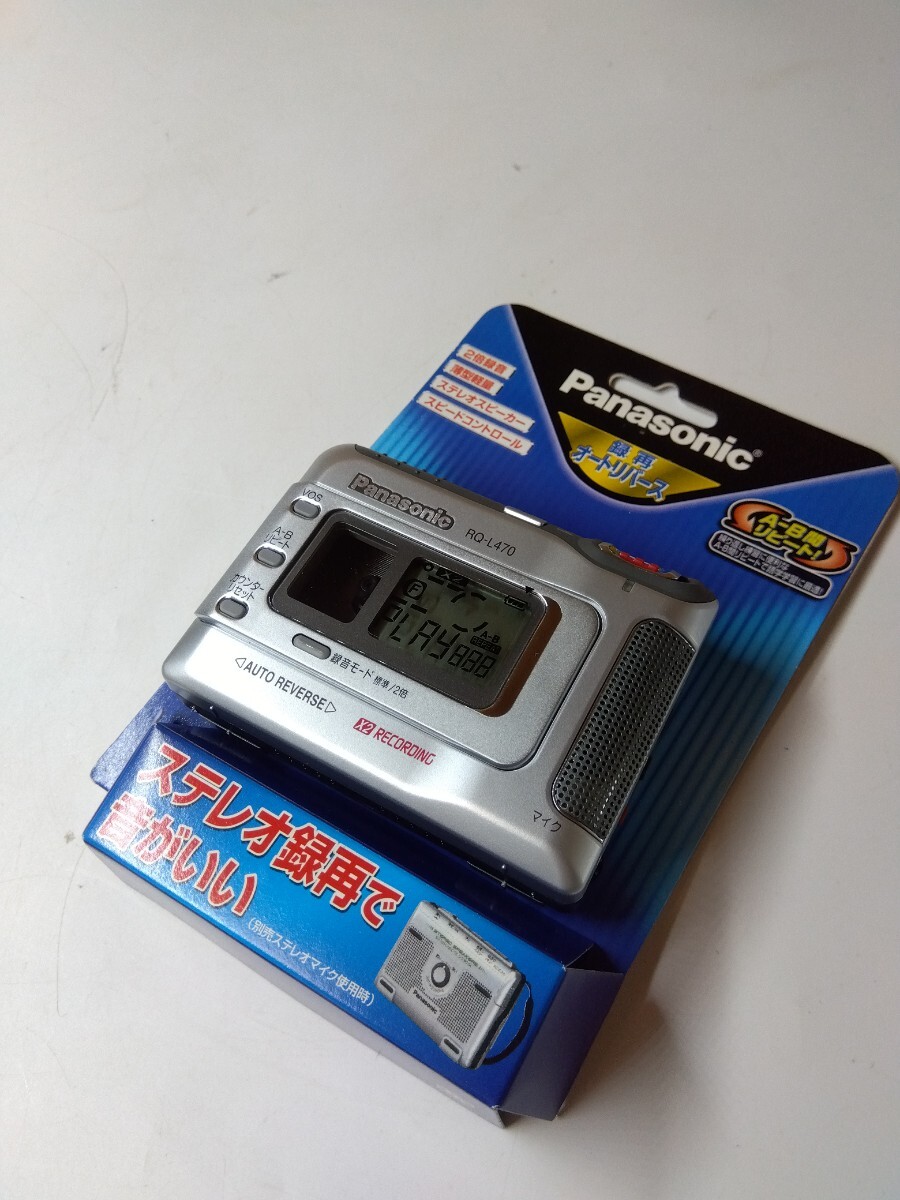 Panasonic®
録再
オートリバース
2倍録音
薄型軽量
ステレオスピーカー
スピードコントロール
A-B間
リピート!
Panasonic
RQ-L470
VOS
A-B
リピート
カウンター
リセット
F
A-B
PLAY888
録音モード 標準/2倍
◁AUTO REVERSE▷
X2 RECORDING
マイク
ステレオ録再で
音がいい
(別売ステレオマイク使用時)
Panasonic